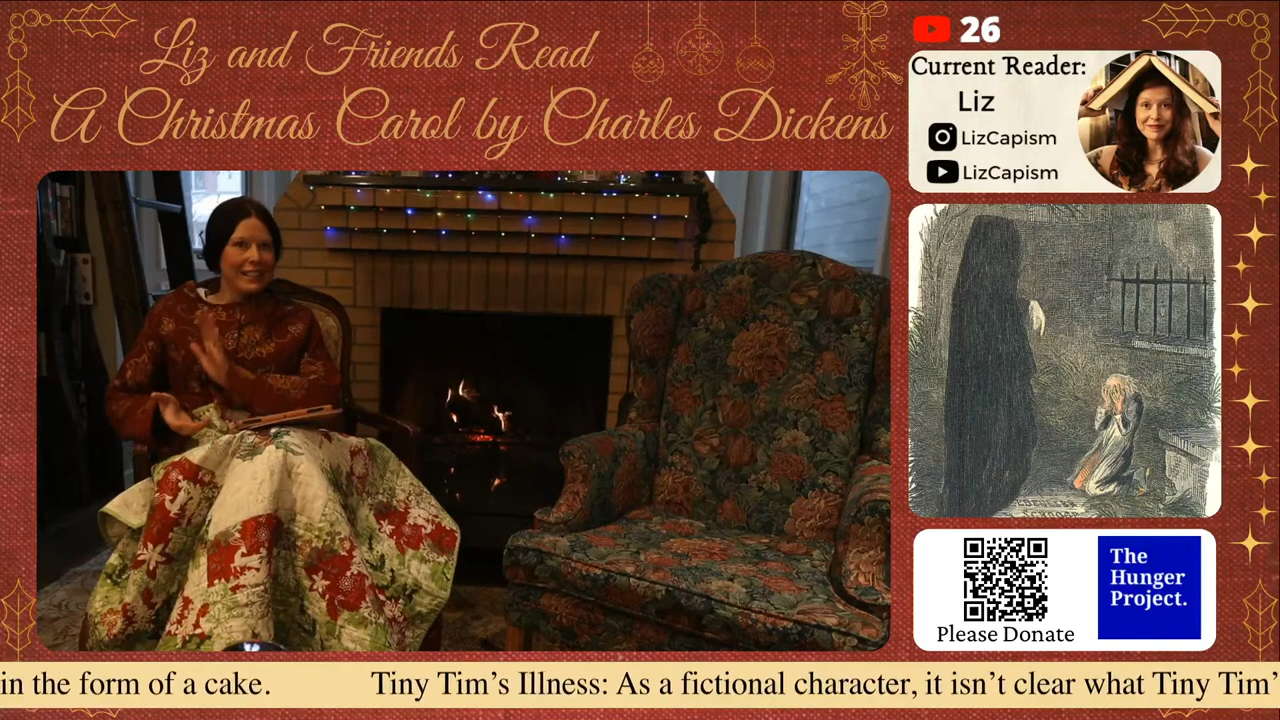 Liz and Friends Read
A Christmas Carol by Charles Dickens
26
Current Reader:
Liz
LizCapism
LizCapism
The
Hunger
Project.
Please Donate
in the form of a cake. Tiny Tim's Illness: As a fictional character, it isn't clear what Tiny Tim'